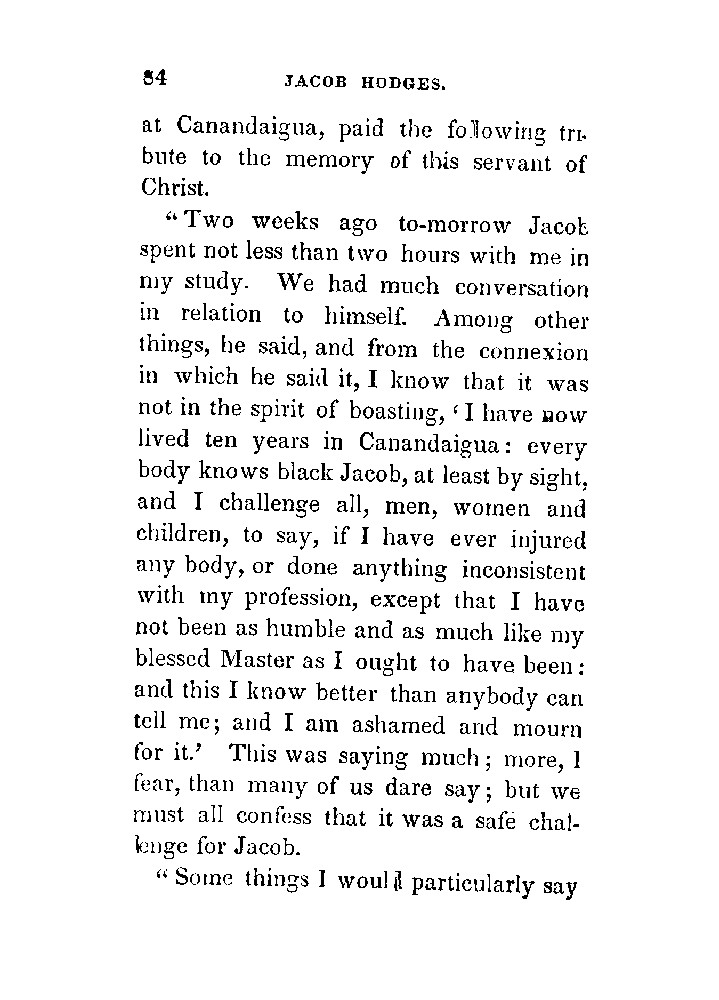 84 JACOB HODGES.
at Canandaigua, paid the following tri-
bute to the memory of this servant of
Christ.
“Two weeks ago to-morrow Jacob
spent not less than two hours with me in
my study. We had much conversation
in relation to himself. Among other
things, he said, and from the connexion
in which he said it, I know that it was
not in the spirit of boasting, ‘I have now
lived ten years in Canandaigua: every
body knows black Jacob, at least by sight,
and I challenge all, men, women and
children, to say, if I have ever injured
any body, or done anything inconsistent
with my profession, except that I have
not been as humble and as much like my
blessed Master as I ought to have been:
and this I know better than anybody can
tell me; and I am ashamed and mourn
for it.’ This was saying much; more, I
fear, than many of us dare say; but we
must all confess that it was a safe chal-
lenge for Jacob.
“Some things I would particularly say